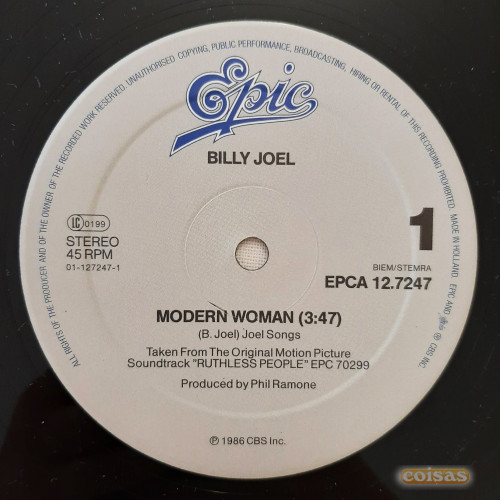 ALL RIGHTS OF THE PRODUCER AND OF THE OWNER OF THE RECORDED WORK RESERVED. UNAUTHORISED COPYING, PUBLIC PERFORMANCE, BROADCASTING, HIRING OR RENTAL OF THIS RECORD PROHIBITED. MADE IN HOLLAND. EPIC AND
ARE ® CBS INC.
Epic
BILLY JOEL
LC 0199
STEREO
45 RPM
01-127247-1
1
BIEM/STEMRA
EPCA 12.7247
MODERN WOMAN (3:47)
(B. Joel) Joel Songs
Taken From The Original Motion Picture
Soundtrack "RUTHLESS PEOPLE" EPC 70299
Produced by Phil Ramone
℗ 1986 CBS Inc.
coisas